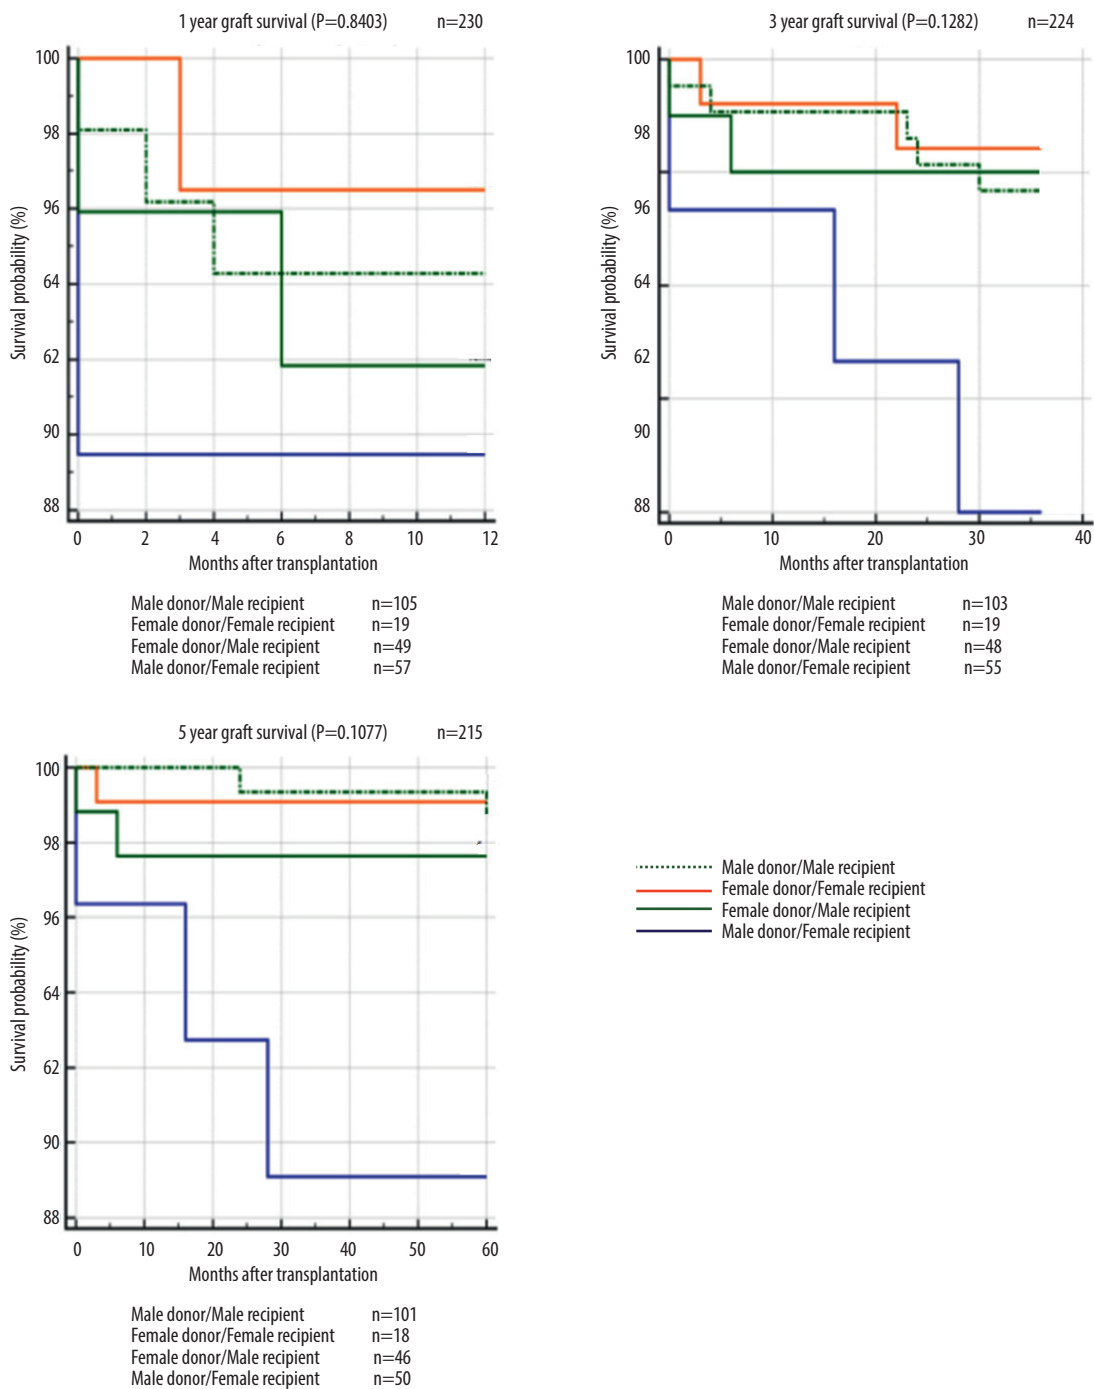 1 year graft survival (P=0.8403) n=230
Survival probability (%)
100
98
96
64
62
90
88
0 2 4 6 8 10 12
Months after transplantation
Male donor/Male recipient n=105
Female donor/Female recipient n=19
Female donor/Male recipient n=49
Male donor/Female recipient n=57
3 year graft survival (P=0.1282) n=224
Survival probability (%)
100
98
96
64
62
90
88
0 10 20 30 40
Months after transplantation
Male donor/Male recipient n=103
Female donor/Female recipient n=19
Female donor/Male recipient n=48
Male donor/Female recipient n=55
5 year graft survival (P=0.1077) n=215
Survival probability (%)
100
98
96
64
62
90
88
0 10 20 30 40 50 60
Months after transplantation
Male donor/Male recipient n=101
Female donor/Female recipient n=18
Female donor/Male recipient n=46
Male donor/Female recipient n=50
Male donor/Male recipient
Female donor/Female recipient
Female donor/Male recipient
Male donor/Female recipient